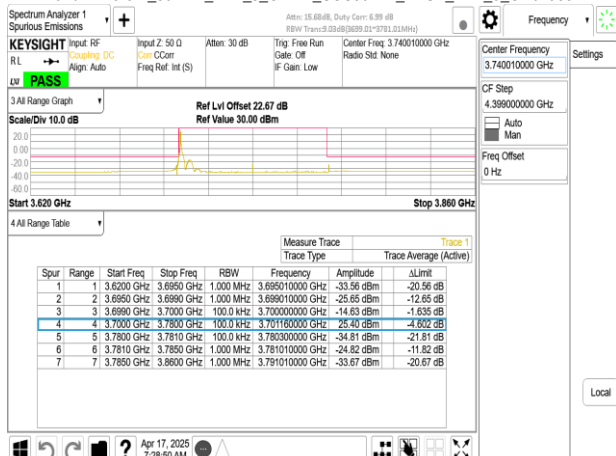 Spectrum Analyzer 1
Spurious Emissions
Attn: 15.68dB, Duty Corr: 6.99 dB
RBW Trans:9.03dB(3699.01~3781.01MHz)
Frequency
KEYSIGHT Input: RF Input Z: 50 Ω Atten: 30 dB Trig: Free Run Center Freq: 3.740010000 GHz
RL Coupling: DC Corr CCorr Gate: Off Radio Std: None
Align: Auto Freq Ref: Int (S) IF Gain: Low
LXI PASS
Center Frequency
3.740010000 GHz
Settings
CF Step
4.399000000 GHz
Auto
Man
Freq Offset
0 Hz
3 All Range Graph
Ref Lvl Offset 22.67 dB
Scale/Div 10.0 dB Ref Value 30.00 dBm
20.0
0.00
-20.0
-40.0
-60.0
Start 3.620 GHz Stop 3.860 GHz
4 All Range Table
Measure Trace Trace 1
Trace Type Trace Average (Active)
Spur Range Start Freq Stop Freq RBW Frequency Amplitude ΔLimit
1 1 3.6200 GHz 3.6950 GHz 1.000 MHz 3.695010000 GHz -33.56 dBm -20.56 dB
2 2 3.6950 GHz 3.6990 GHz 1.000 MHz 3.699010000 GHz -25.65 dBm -12.65 dB
3 3 3.6990 GHz 3.7000 GHz 100.0 kHz 3.700000000 GHz -14.63 dBm -1.635 dB
4 4 3.7000 GHz 3.7800 GHz 100.0 kHz 3.701160000 GHz 25.40 dBm -4.602 dB
5 5 3.7800 GHz 3.7810 GHz 100.0 kHz 3.780300000 GHz -34.81 dBm -21.81 dB
6 6 3.7810 GHz 3.7850 GHz 1.000 MHz 3.781010000 GHz -24.82 dBm -11.82 dB
7 7 3.7850 GHz 3.8600 GHz 1.000 MHz 3.791010000 GHz -33.67 dBm -20.67 dB
Local
Apr 17, 2025
7:28:50 AM